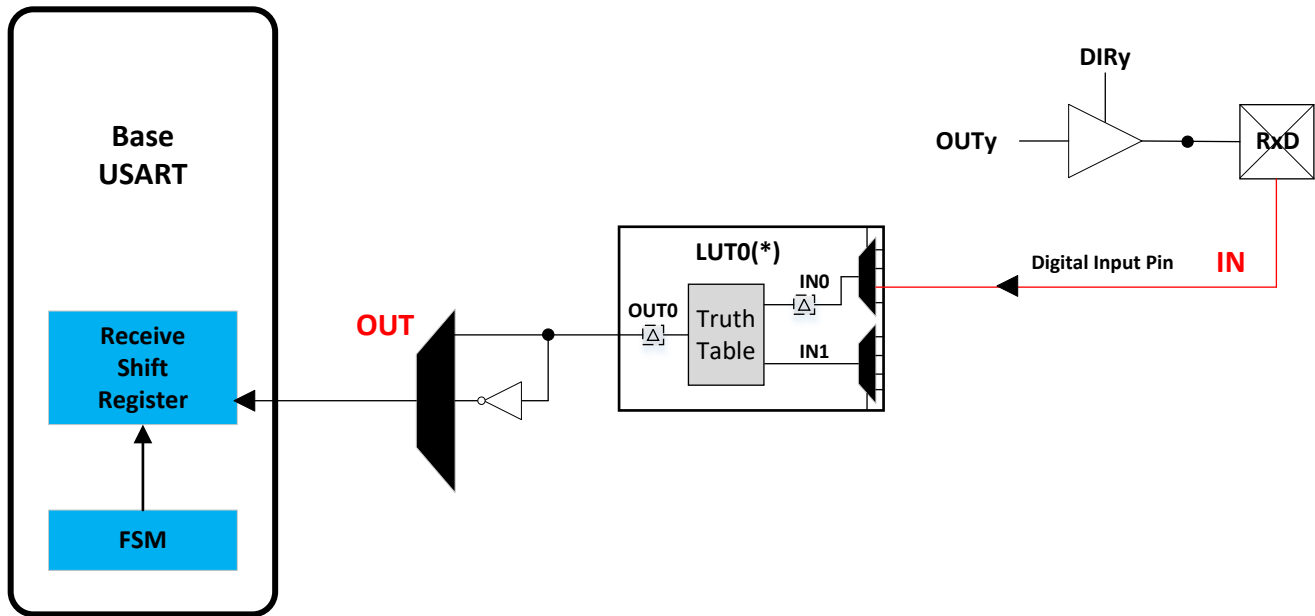 Base
USART
Receive
Shift
Register
FSM
OUT
LUT0(*)
OUT0
Truth
Table
IN0
IN1
DIRy
OUTy
RxD
Digital Input Pin
IN
Δ
Δ